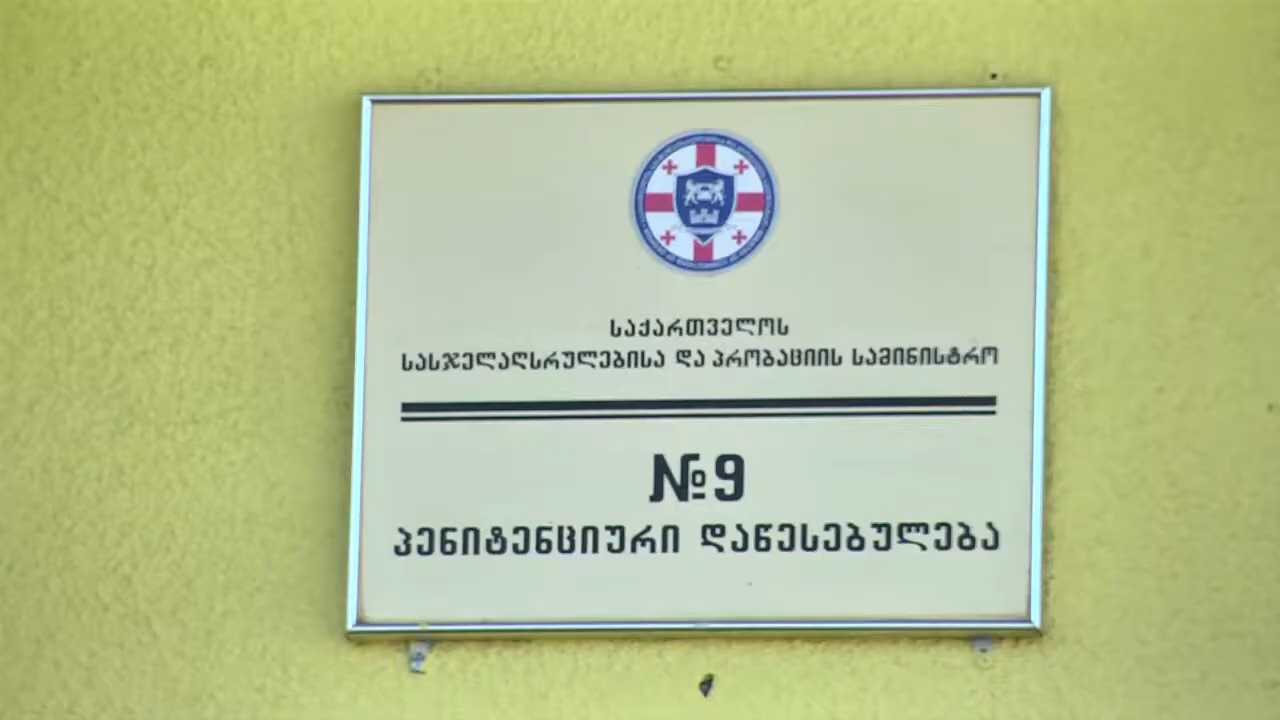 საქართველოს
სასჯელაღსრულებისა და პრობაციის სამინისტრო
№9
პენიტენციური დაწესებულება